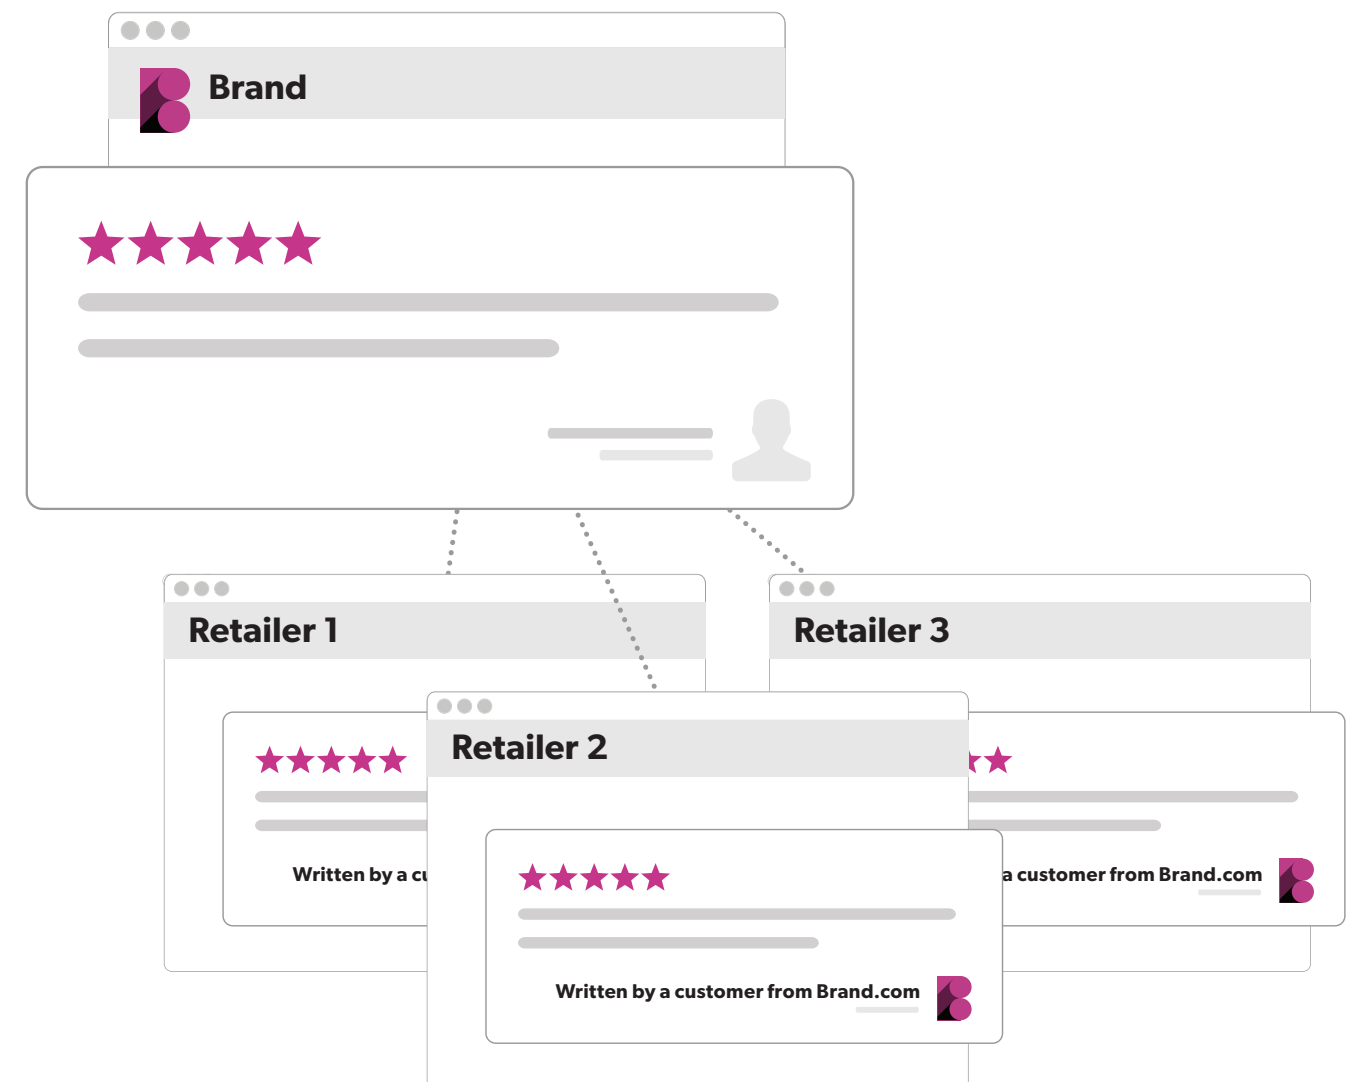 Brand
Retailer 1
Retailer 3
Retailer 2
Written by a cu
a customer from Brand.com
Written by a customer from Brand.com